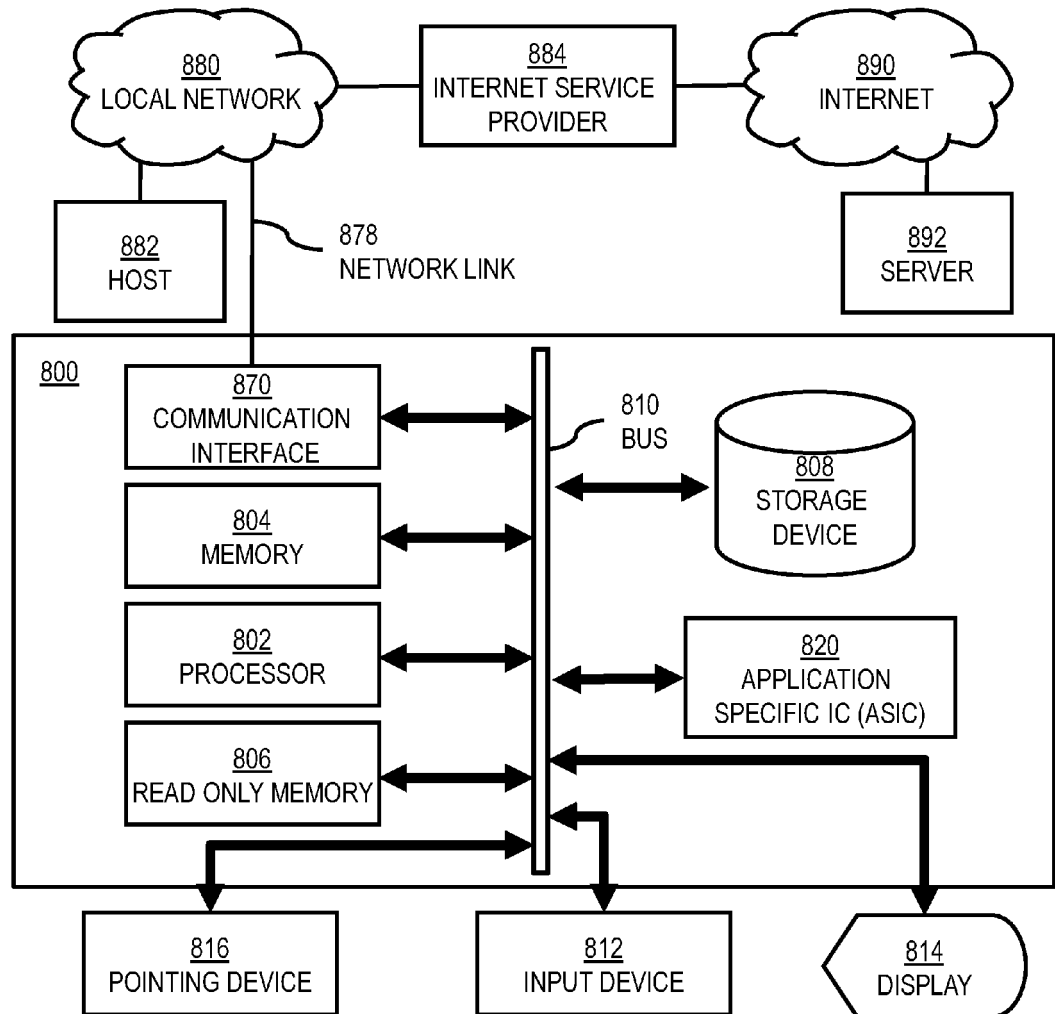 880
LOCAL NETWORK
884
INTERNET SERVICE
PROVIDER
890
INTERNET
882
HOST
878
NETWORK LINK
892
SERVER
800
870
COMMUNICATION
INTERFACE
810
BUS
808
STORAGE
DEVICE
804
MEMORY
802
PROCESSOR
820
APPLICATION
SPECIFIC IC (ASIC)
806
READ ONLY MEMORY
816
POINTING DEVICE
812
INPUT DEVICE
814
DISPLAY